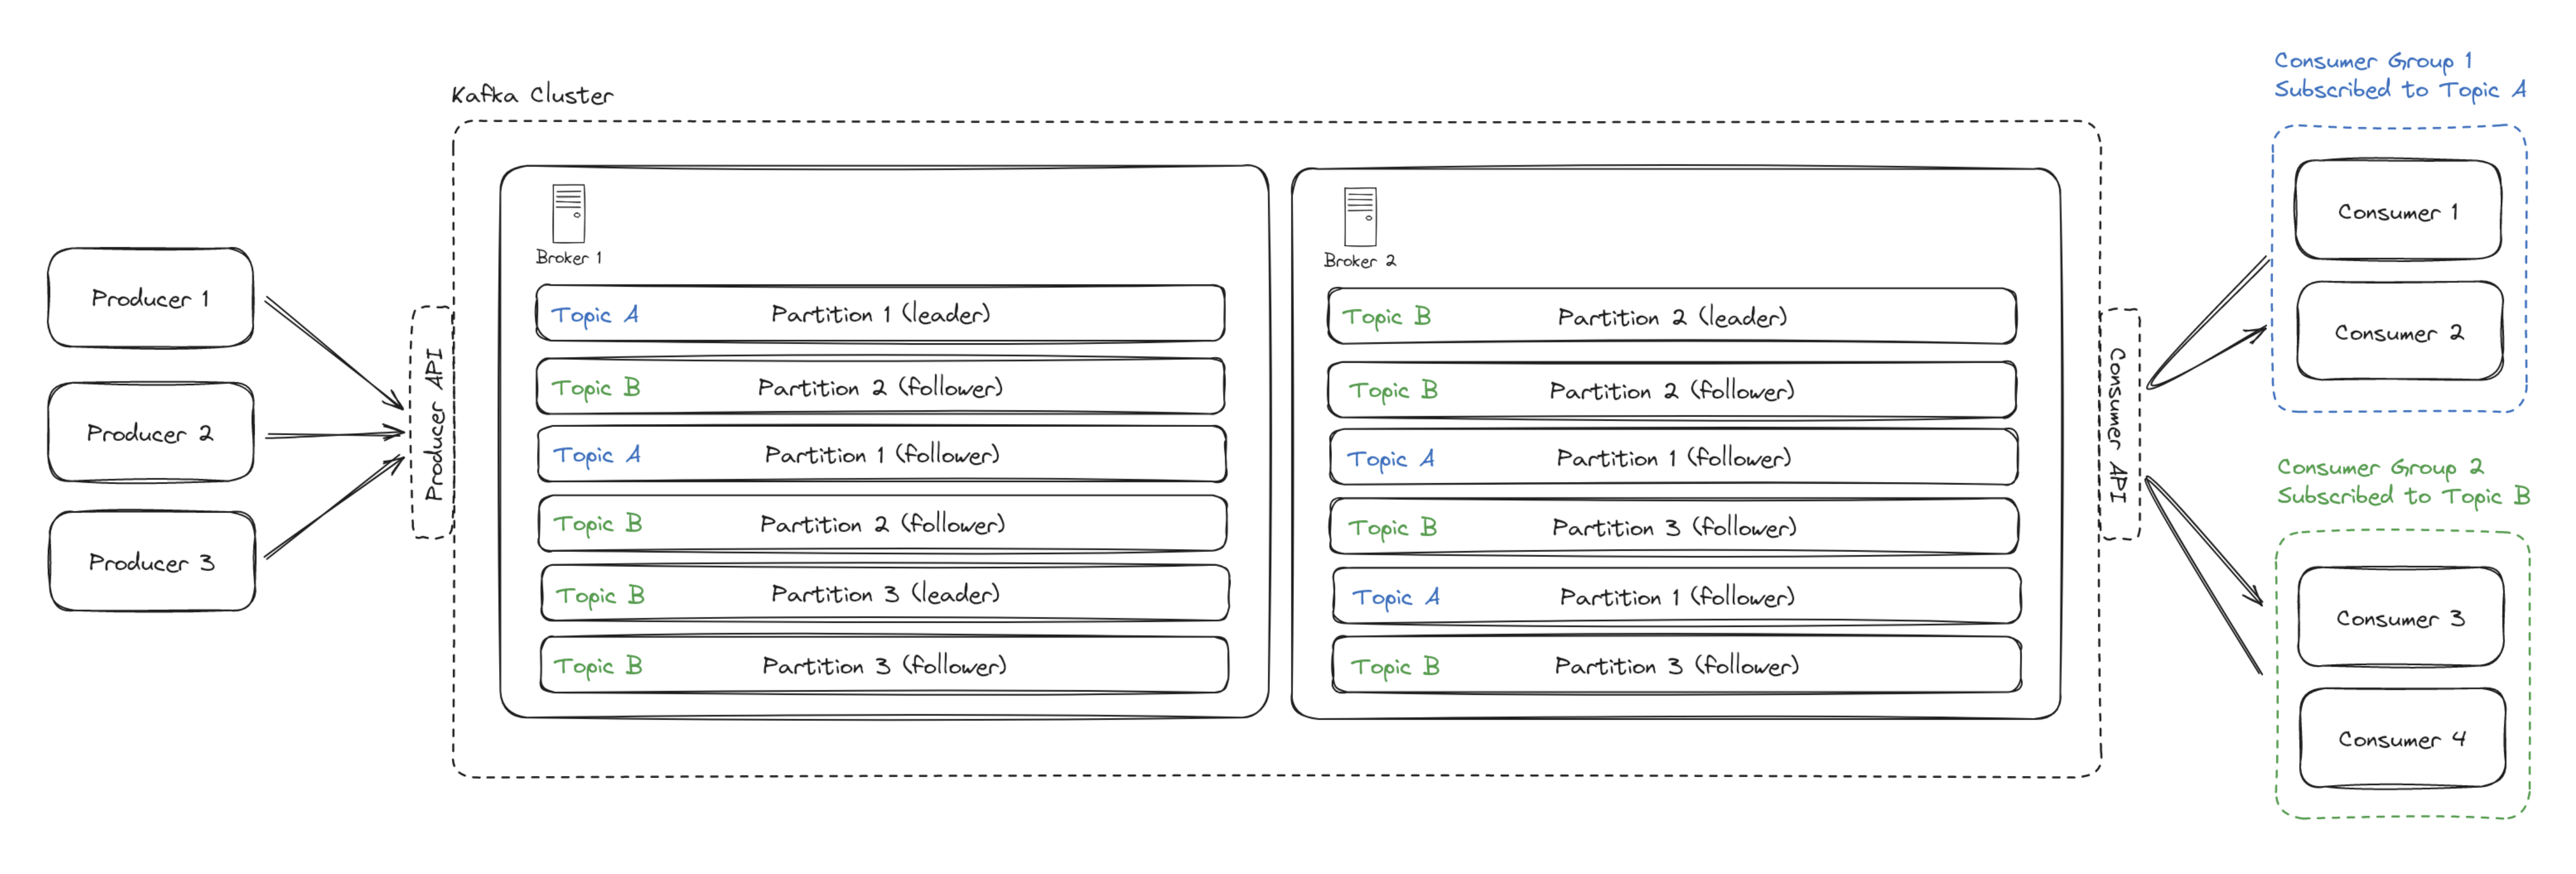 Consumer Group 1
Subscribed to Topic A
Kafka Cluster
Producer 1
Producer 2
Producer 3
Producer API
Broker 1
Topic A Partition 1 (leader)
Topic B Partition 2 (follower)
Topic A Partition 1 (follower)
Topic B Partition 2 (follower)
Topic B Partition 3 (leader)
Topic B Partition 3 (follower)
Broker 2
Topic B Partition 2 (leader)
Topic B Partition 2 (follower)
Topic A Partition 1 (follower)
Topic B Partition 3 (follower)
Topic A Partition 1 (follower)
Topic B Partition 3 (follower)
Consumer API
Consumer 1
Consumer 2
Consumer Group 2
Subscribed to Topic B
Consumer 3
Consumer 4